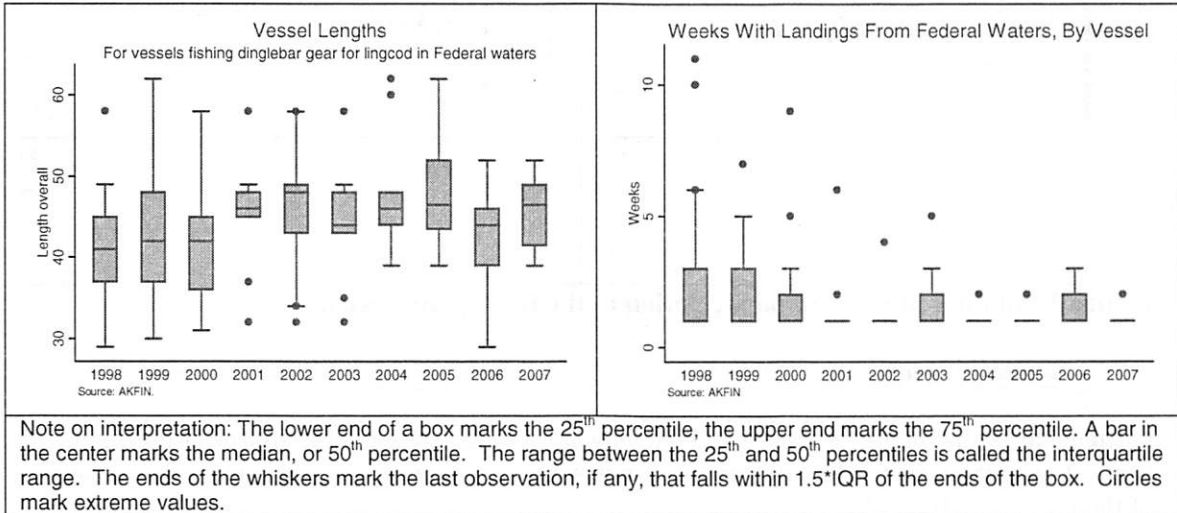 Vessel Lengths
For vessels fishing dinglebar gear for lingcod in Federal waters
Length overall
60
50
40
30
1998 1999 2000 2001 2002 2003 2004 2005 2006 2007
Source: AKFIN.
Weeks With Landings From Federal Waters, By Vessel
Weeks
10
5
0
1998 1999 2000 2001 2002 2003 2004 2005 2006 2007
Source: AKFIN
Note on interpretation: The lower end of a box marks the 25th percentile, the upper end marks the 75th percentile. A bar in
the center marks the median, or 50th percentile. The range between the 25th and 50th percentiles is called the interquartile
range. The ends of the whiskers mark the last observation, if any, that falls within 1.5*IQR of the ends of the box. Circles
mark extreme values.